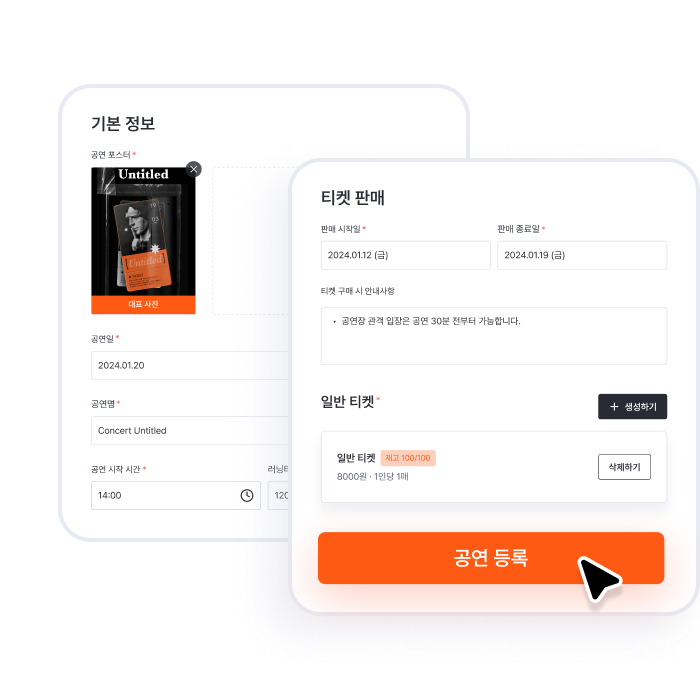 기본 정보
공연 포스터 *
Untitled
19
03
Untitled
대표 사진
공연일 *
2024.01.20
공연명 *
Concert Untitled
공연 시작 시간 *
14:00
120
티켓 판매
판매 시작일 *
판매 종료일 *
2024.01.12 (금)
2024.01.19 (금)
티켓 구매 시 안내사항
• 공연장 관객 입장은 공연 30분 전부터 가능합니다.
일반 티켓 *
+ 생성하기
일반 티켓 재고 100/100
8000원 · 1인당 1매
삭제하기
공연 등록